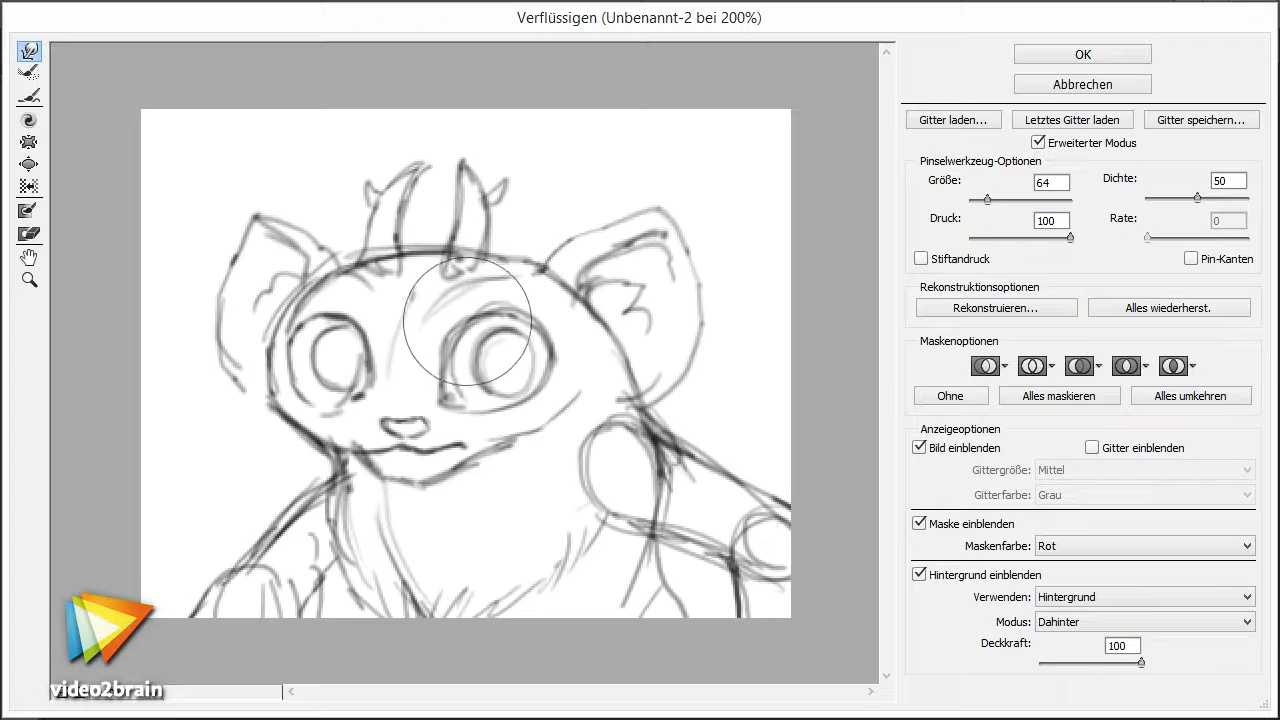 Verflüssigen (Unbenannt-2 bei 200%)
OK
Abbrechen
Gitter laden...
Letztes Gitter laden
Gitter speichern...
Erweiterter Modus
Pinselwerkzeug-Optionen
Größe: 64
Dichte: 50
Druck: 100
Rate: 0
Stiftandruck
Pin-Kanten
Rekonstruktionsoptionen
Rekonstruieren...
Alles wiederherst.
Maskenoptionen
Ohne
Alles maskieren
Alles umkehren
Anzeigeoptionen
Bild einblenden
Gitter einblenden
Gittergröße: Mittel
Gitterfarbe: Grau
Maske einblenden
Maskenfarbe: Rot
Hintergrund einblenden
Verwenden: Hintergrund
Modus: Dahinter
Deckkraft: 100
video2brain